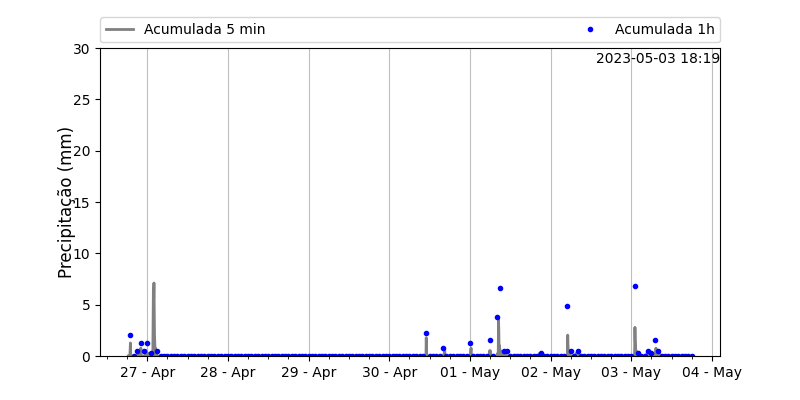 Acumulada 5 min
Acumulada 1h
2023-05-03 18:19
Precipitação (mm)
30
25
20
15
10
5
0
27 - Apr
28 - Apr
29 - Apr
30 - Apr
01 - May
02 - May
03 - May
04 - May